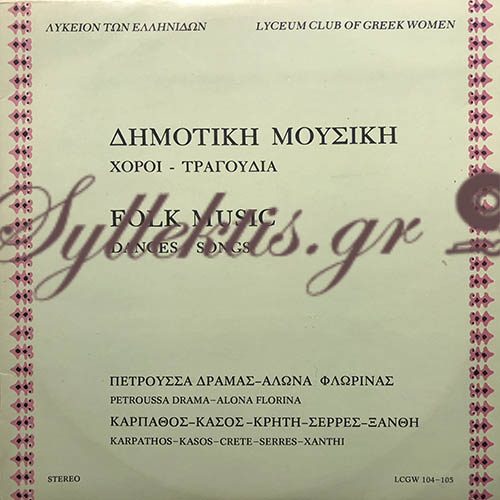 ΛΥΚΕΙΟΝ ΤΩΝ ΕΛΛΗΝΙΔΩΝ LYCEUM CLUB OF GREEK WOMEN
ΔΗΜΟΤΙΚΗ ΜΟΥΣΙΚΗ
ΧΟΡΟΙ - ΤΡΑΓΟΥΔΙΑ
Syllektis.gr
FOLK MUSIC
DANCES - SONGS
ΠΕΤΡΟΥΣΣΑ ΔΡΑΜΑΣ-ΑΛΩΝΑ ΦΛΩΡΙΝΑΣ
PETROUSSA DRAMA-ALONA FLORINA
ΚΑΡΠΑΘΟΣ-ΚΑΣΟΣ-ΚΡΗΤΗ-ΣΕΡΡΕΣ-ΞΑΝΘΗ
KARPATHOS-KASOS-CRETE-SERRES-XANTHI
STEREO LCGW 104-105